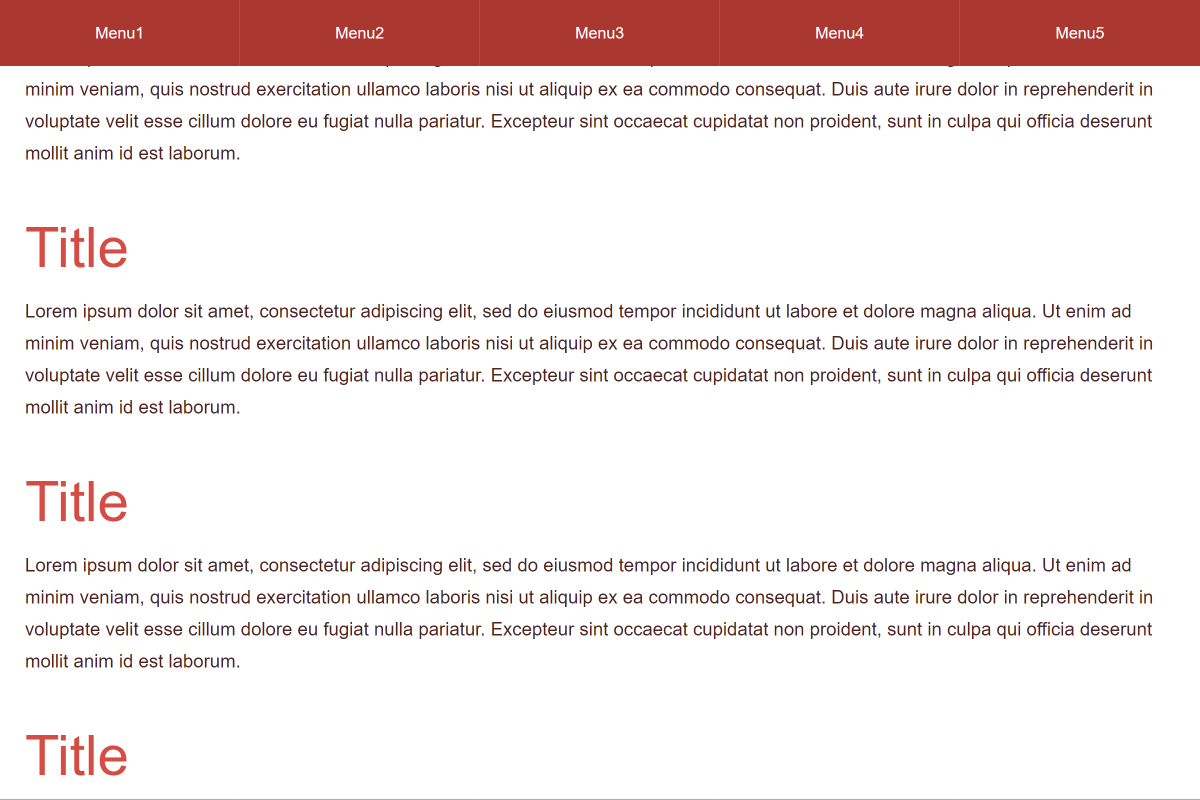 Menu1
Menu2
Menu3
Menu4
Menu5
minim veniam, quis nostrud exercitation ullamco laboris nisi ut aliquip ex ea commodo consequat. Duis aute irure dolor in reprehenderit in
voluptate velit esse cillum dolore eu fugiat nulla pariatur. Excepteur sint occaecat cupidatat non proident, sunt in culpa qui officia deserunt
mollit anim id est laborum.
Title
Lorem ipsum dolor sit amet, consectetur adipiscing elit, sed do eiusmod tempor incididunt ut labore et dolore magna aliqua. Ut enim ad
minim veniam, quis nostrud exercitation ullamco laboris nisi ut aliquip ex ea commodo consequat. Duis aute irure dolor in reprehenderit in
voluptate velit esse cillum dolore eu fugiat nulla pariatur. Excepteur sint occaecat cupidatat non proident, sunt in culpa qui officia deserunt
mollit anim id est laborum.
Title
Lorem ipsum dolor sit amet, consectetur adipiscing elit, sed do eiusmod tempor incididunt ut labore et dolore magna aliqua. Ut enim ad
minim veniam, quis nostrud exercitation ullamco laboris nisi ut aliquip ex ea commodo consequat. Duis aute irure dolor in reprehenderit in
voluptate velit esse cillum dolore eu fugiat nulla pariatur. Excepteur sint occaecat cupidatat non proident, sunt in culpa qui officia deserunt
mollit anim id est laborum.
Title